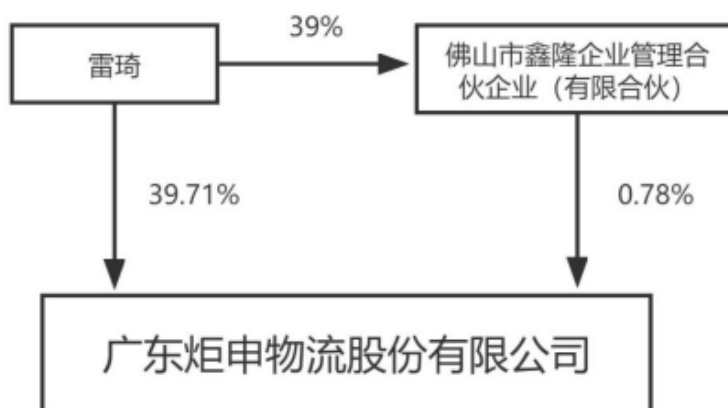 39%
雷琦
佛山市鑫隆企业管理合
伙企业（有限合伙）
39.71%
0.78%
广东炬申物流股份有限公司